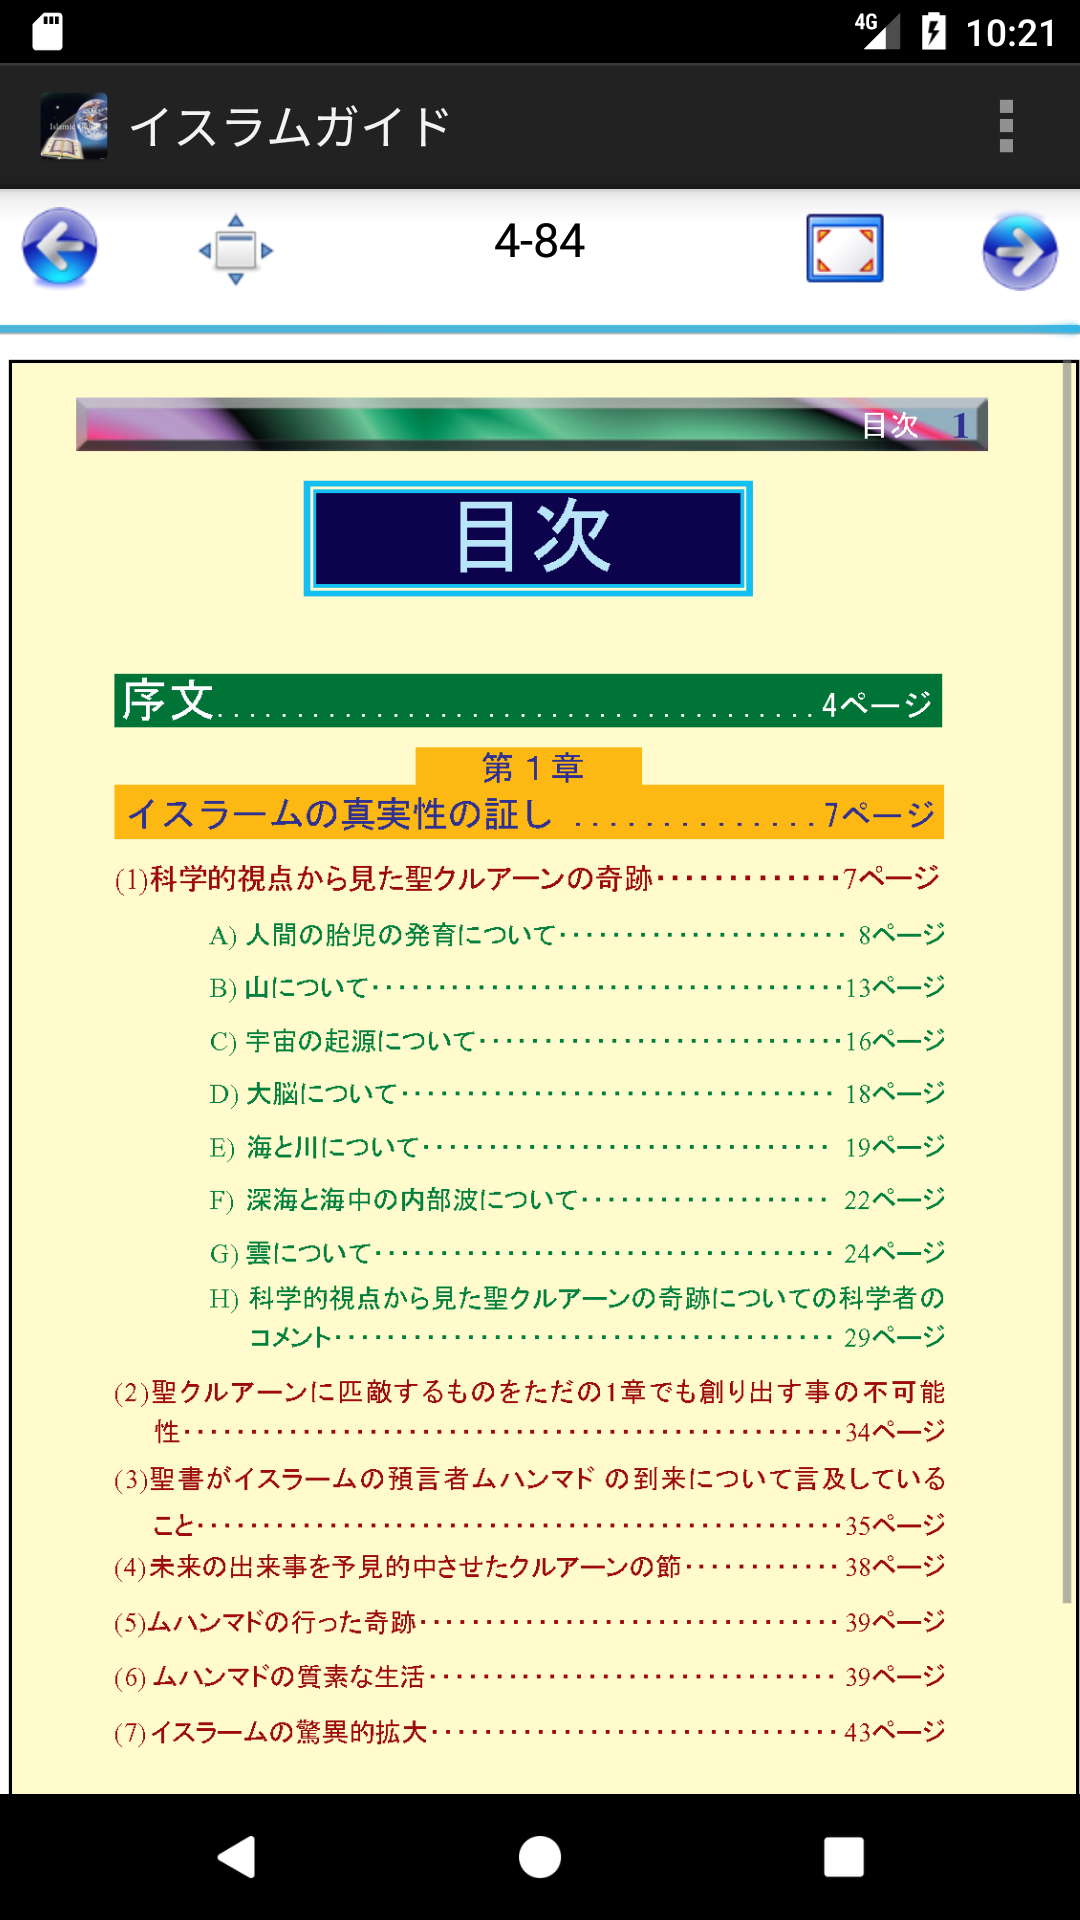 4G 10:21
Islamic
イスラムガイド
4-84
目次 1
目次
序文......................................4ページ
第1章
イスラームの真実性の証し ..............7ページ
(1)科学的視点から見た聖クルアーンの奇跡・・・・・・・・・・・・・7ページ
A) 人間の胎児の発育について・・・・・・・・・・・・・・・・・・・・・・ 8ページ
B) 山について・・・・・・・・・・・・・・・・・・・・・・・・・・・・・・・・・・・・13ページ
C) 宇宙の起源について・・・・・・・・・・・・・・・・・・・・・・・・・・・・16ページ
D) 大脳について・・・・・・・・・・・・・・・・・・・・・・・・・・・・・・・・・ 18ページ
E) 海と川について・・・・・・・・・・・・・・・・・・・・・・・・・・・・・・・ 19ページ
F) 深海と海中の内部波について・・・・・・・・・・・・・・・・・・・ 22ページ
G) 雲について・・・・・・・・・・・・・・・・・・・・・・・・・・・・・・・・・・・ 24ページ
H) 科学的視点から見た聖クルアーンの奇跡についての科学者の
コメント・・・・・・・・・・・・・・・・・・・・・・・・・・・・・・・・・・・・・・ 29ページ
(2)聖クルアーンに匹敵するものをただの1章でも創り出す事の不可能
性・・・・・・・・・・・・・・・・・・・・・・・・・・・・・・・・・・・・・・・・・・・・・・・・・・34ページ
(3)聖書がイスラームの預言者ムハンマド の到来について言及している
こと・・・・・・・・・・・・・・・・・・・・・・・・・・・・・・・・・・・・・・・・・・・・・・・・・35ページ
(4)未来の出来事を予見的中させたクルアーンの節・・・・・・・・・・・・ 38ページ
(5)ムハンマドの行った奇跡・・・・・・・・・・・・・・・・・・・・・・・・・・・・・・・・ 39ページ
(6) ムハンマドの質素な生活・・・・・・・・・・・・・・・・・・・・・・・・・・・・・・・ 39ページ
(7)イスラームの驚異的拡大・・・・・・・・・・・・・・・・・・・・・・・・・・・・・・・ 43ページ